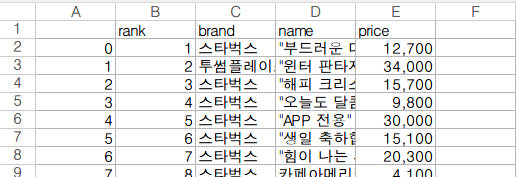 A B C D E F
1 rank brand name price
2 0 1 스타벅스 "부드러운 12,700
3 1 2 투썸플레이 "윈터 판타지 34,000
4 2 3 스타벅스 "해피 크리스 15,700
5 3 4 스타벅스 "오늘도 달콤 9,800
6 4 5 스타벅스 "APP 전용" 30,000
7 5 6 스타벅스 "생일 축하합 15,100
8 6 7 스타벅스 "힘이 나는 20,300
9 7 8 스타벅스 카페아메리 4,100